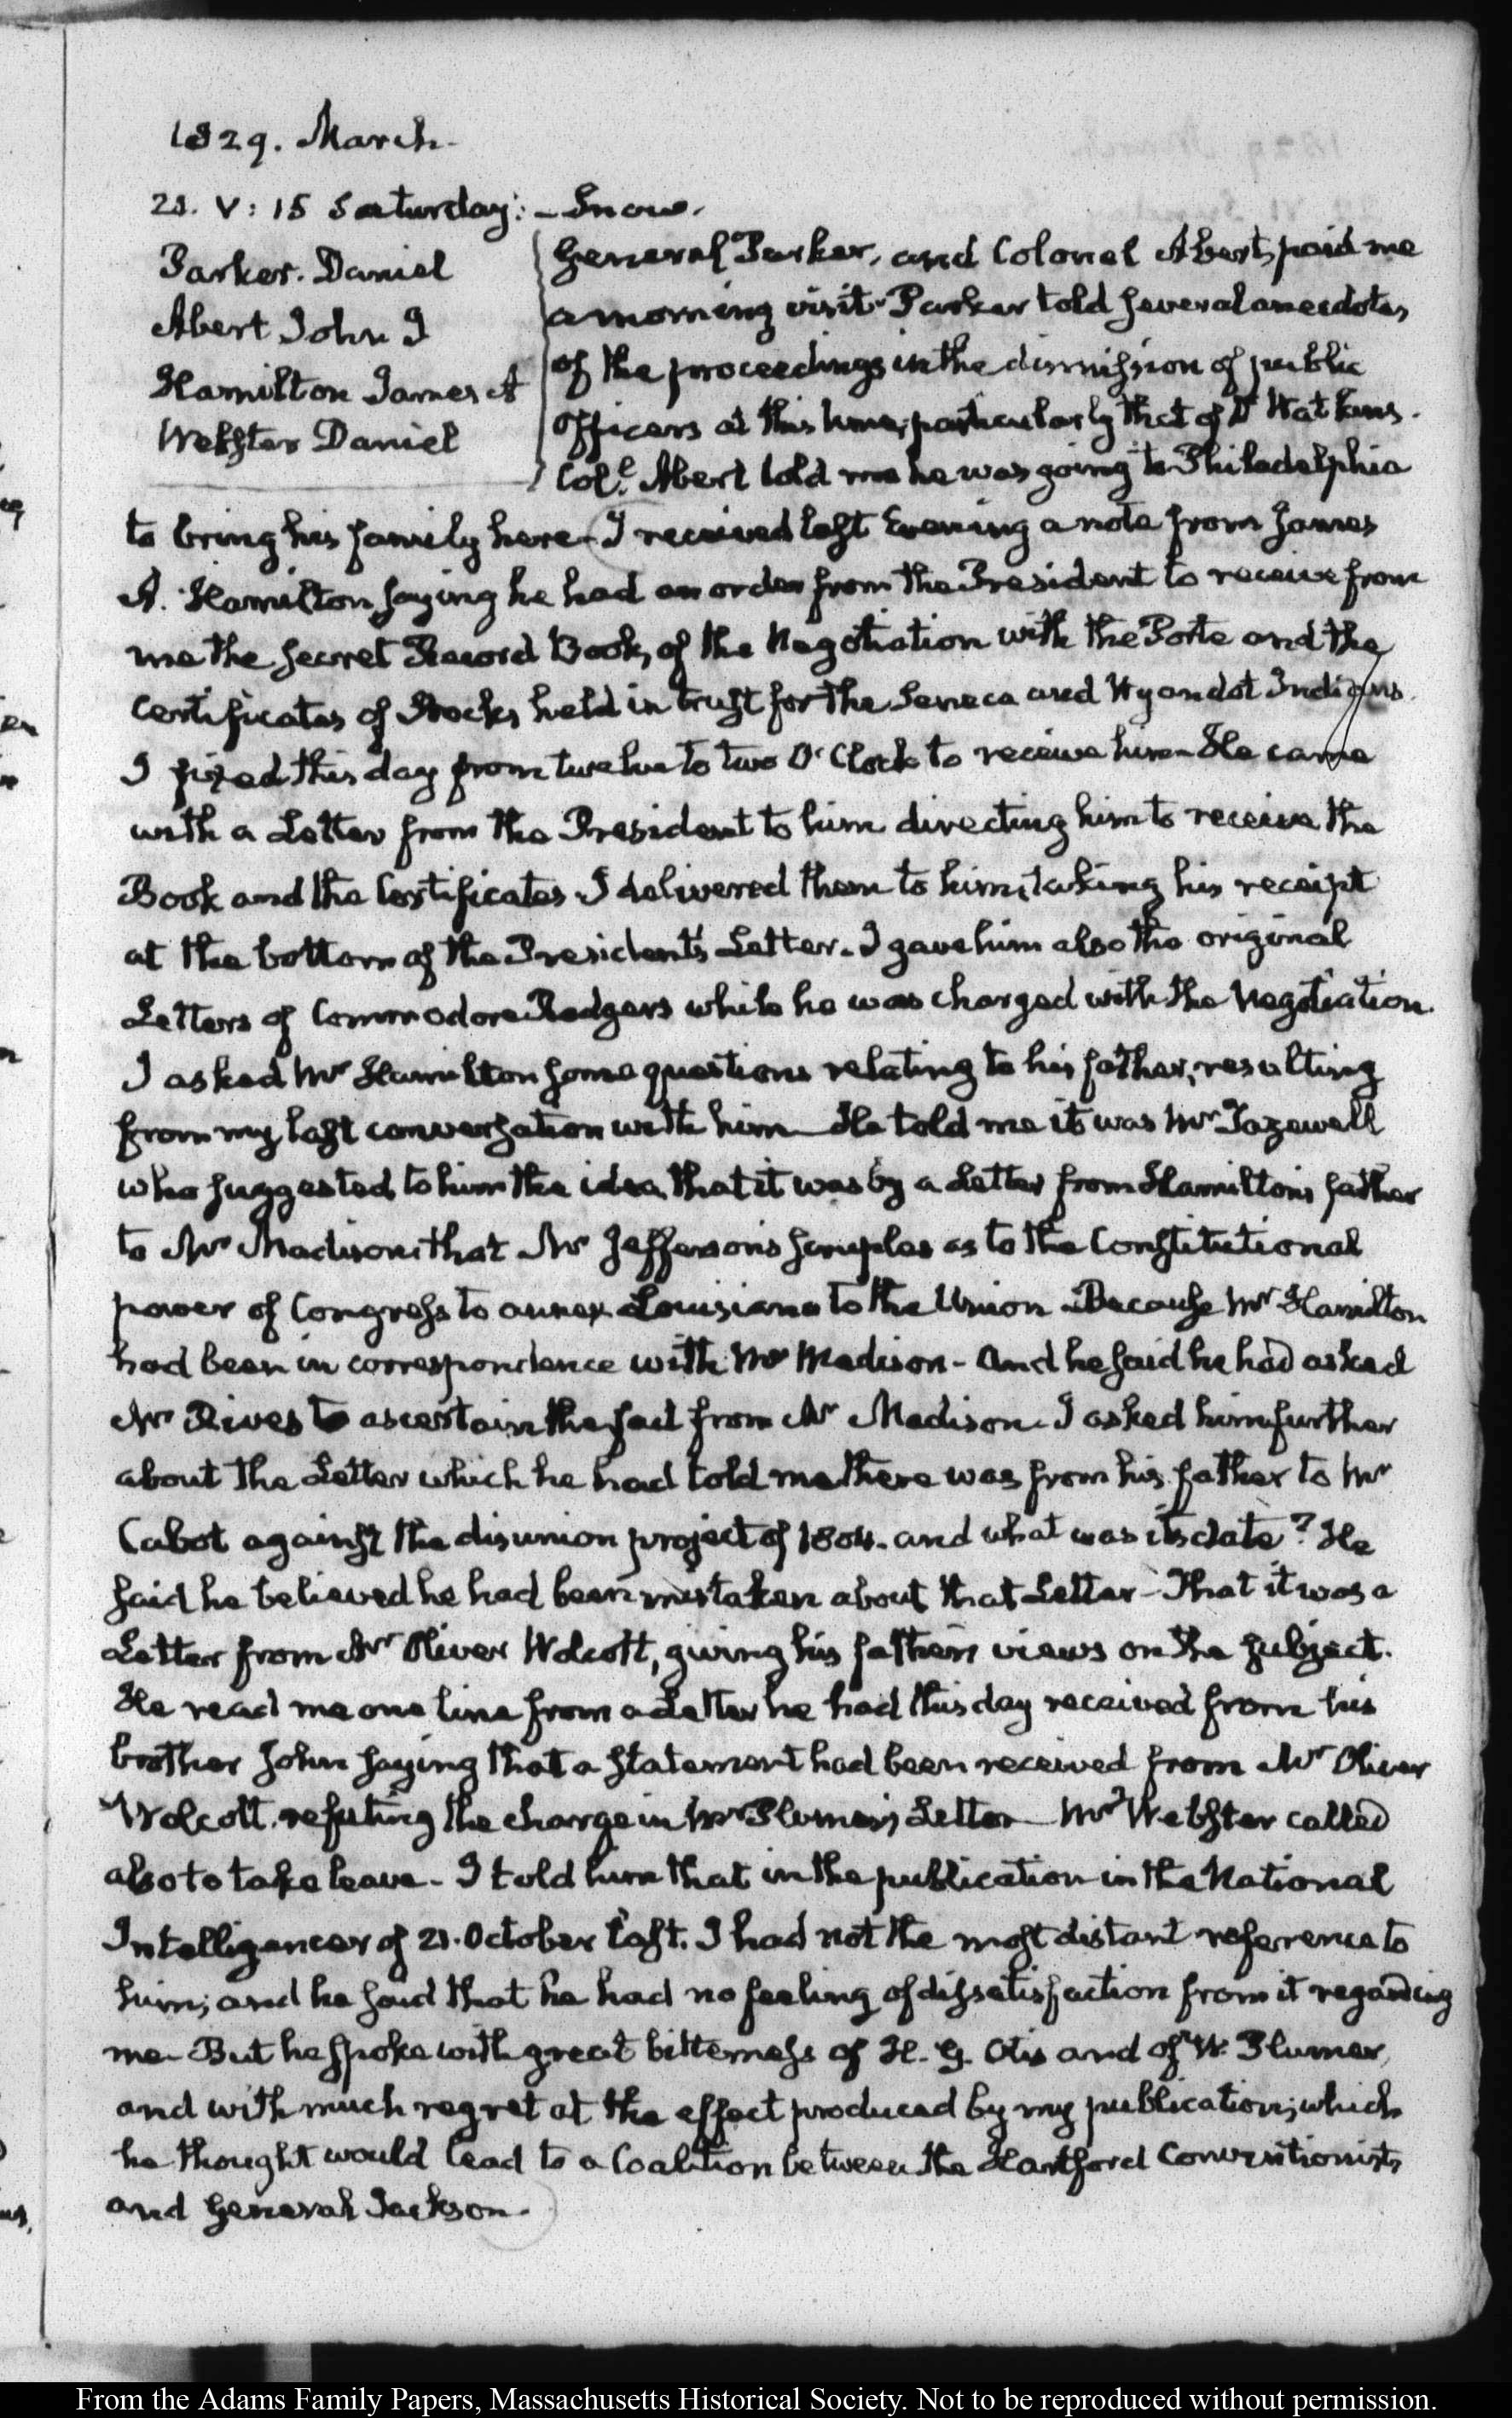 1829. March.
21. V: 15 Saturday: - Snow.
Parker. Daniel
Abert John J
Hamilton James A
Webster Daniel
General Parker, and Colonel Abert, paid me
a morning visit. Parker told several anecdotes
of the proceedings in the dismission of public
officers at this time, particularly that of Dr Watkins.
Coll. Abert told me he was going to Philadelphia
to bring his family here - I received last Evening a note from James
A. Hamilton saying he had an order from the President to receive from
me the secret Record Book, of the Negotiation with the Porte and the
Certificates of Stocks, held in trust for the Seneca and Wyandot Indians.
I fixed this day from twelve to two O'Clock to receive him - He came
with a Letter from the President to him directing him to receive the
Book and the Certificates. I delivered them to him, taking his receipt
at the bottom of the President's Letter. I gave him also the original
Letters of Commodore Rodgers while he was charged with the Negotiation.
I asked Mr Hamilton some questions relating to his father, resulting
from my last conversation with him - He told me it was Mr Tazewell
who suggested to him the idea, that it was by a Letter from Hamilton's father
to Mr Madison, that Mr Jefferson's scruples as to the Constitutional
power of Congress to annex Louisiana to the Union - Because Mr Hamilton
had been in correspondence with Mr Madison - And he said he had asked
Mr Rives to ascertain the fact from Mr Madison. I asked him further
about the Letter which he had told me there was from his father to Mr
Cabot against the disunion project of 1804. and what was its date? He
said he believed he had been mistaken about that Letter - That it was a
Letter from Mr Oliver Wolcott, giving his father's views on the subject.
He read me one line from a Letter he had this day received from his
brother John saying that a statement had been received from Mr Oliver
Wolcott, refuting the charge in Mr Plumer's Letter - Mr Webster called
also to take leave - I told him that in the publication in the National
Intelligencer of 21. October last. I had not the most distant reference to
him; and he said that he had no feeling of dissatisfaction from it regarding
me - But he spoke with great bitterness of H. G. Otis and of W. Plumer,
and with much regret at the effect produced by my publication; which
he thought would lead to a Coalition between the Hartford Conventionists,
and General Jackson.
From the Adams Family Papers, Massachusetts Historical Society. Not to be reproduced without permission.